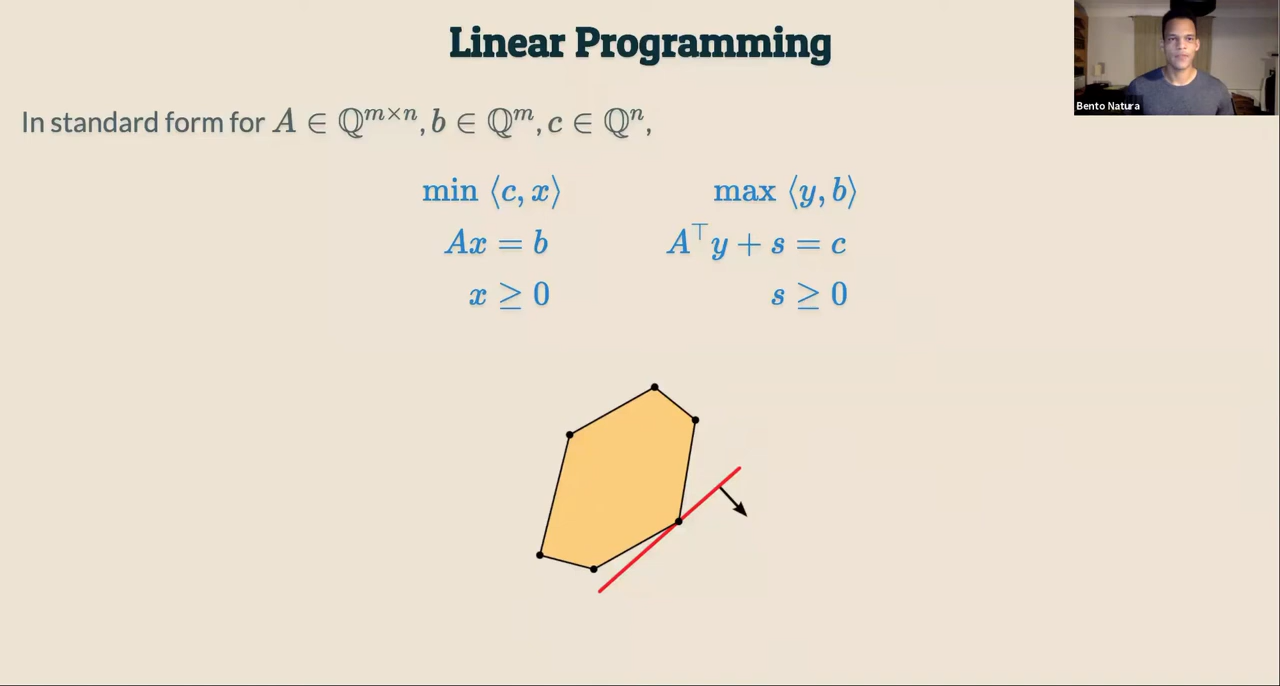 Linear Programming
Bento Natura
In standard form for A ∈ ℚ^{m×n}, b ∈ ℚ^m, c ∈ ℚ^n,
min ⟨c, x⟩ max ⟨y, b⟩
Ax = b A^⊤y + s = c
x ≥ 0 s ≥ 0